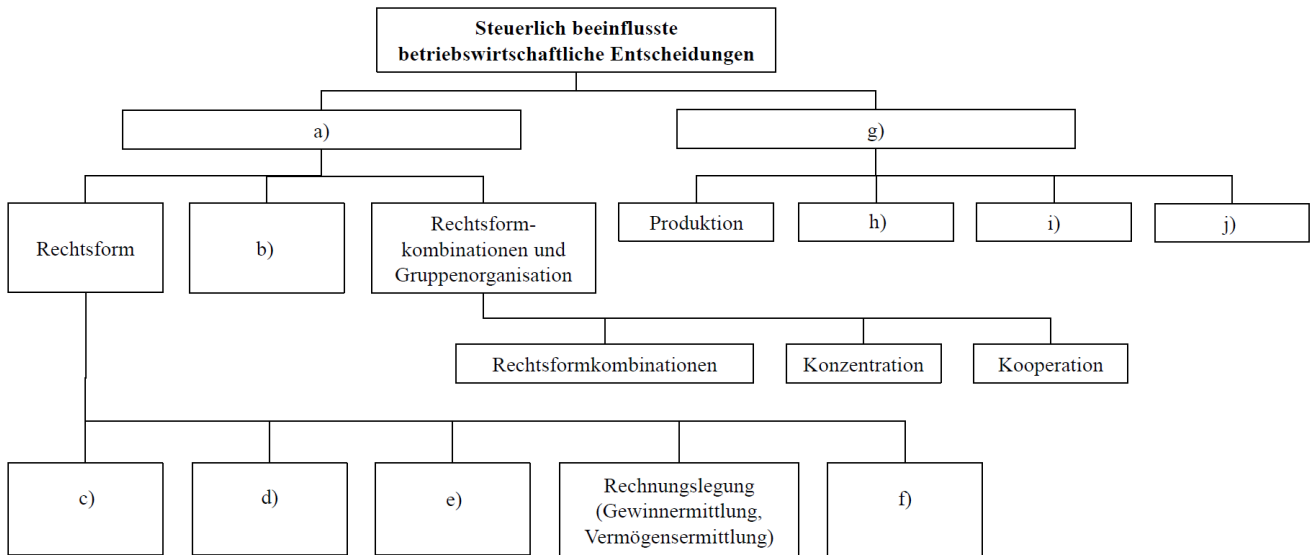 Steuerlich beeinflusste
betriebswirtschaftliche Entscheidungen
a)
g)
Rechtsform
b)
Rechtsform-
kombinationen und
Gruppenorganisation
Produktion
h)
i)
j)
Rechtsformkombinationen
Konzentration
Kooperation
c)
d)
e)
Rechnungslegung
(Gewinnermittlung,
Vermögensermittlung)
f)